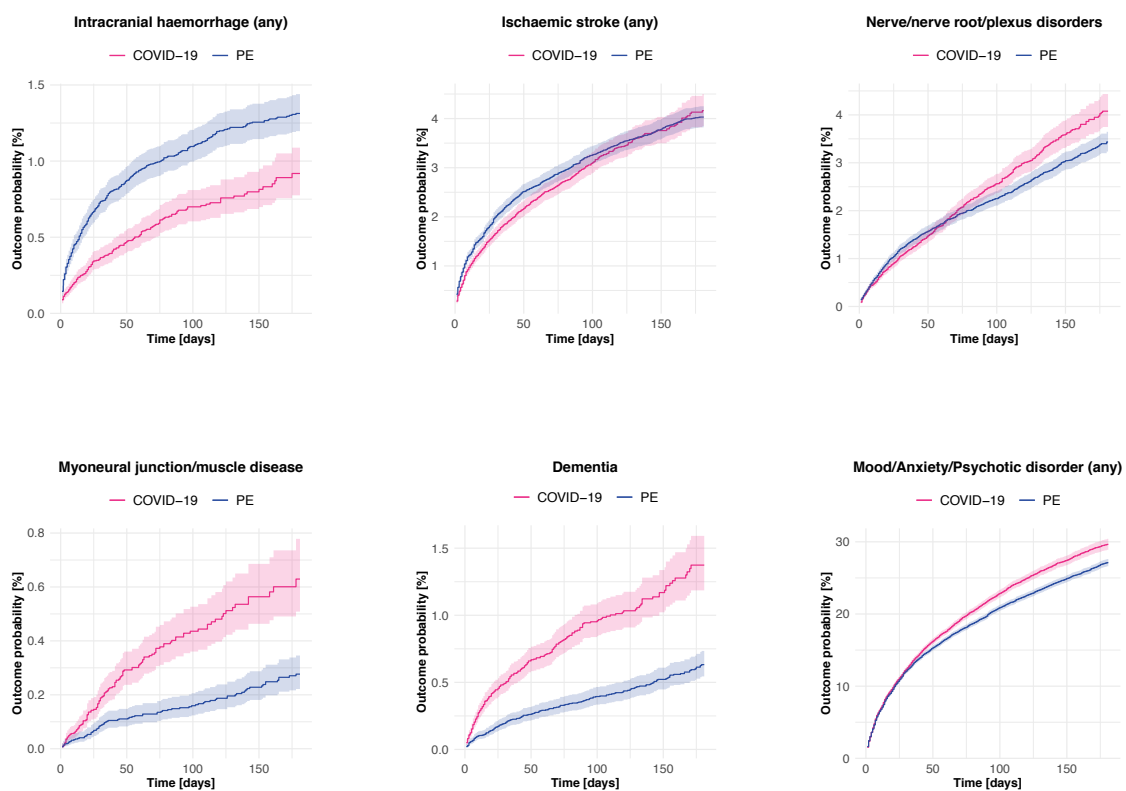 Intracranial haemorrhage (any)
COVID−19 PE
1.5
1.0
0.5
0.0
Outcome probability [%]
0 50 100 150
Time [days]
Ischaemic stroke (any)
COVID−19 PE
4
3
2
1
Outcome probability [%]
0 50 100 150
Time [days]
Nerve/nerve root/plexus disorders
COVID−19 PE
4
3
2
1
0
Outcome probability [%]
0 50 100 150
Time [days]
Myoneural junction/muscle disease
COVID−19 PE
0.8
0.6
0.4
0.2
0.0
Outcome probability [%]
0 50 100 150
Time [days]
Dementia
COVID−19 PE
1.5
1.0
0.5
0.0
Outcome probability [%]
0 50 100 150
Time [days]
Mood/Anxiety/Psychotic disorder (any)
COVID−19 PE
30
20
10
0
Outcome probability [%]
0 50 100 150
Time [days]